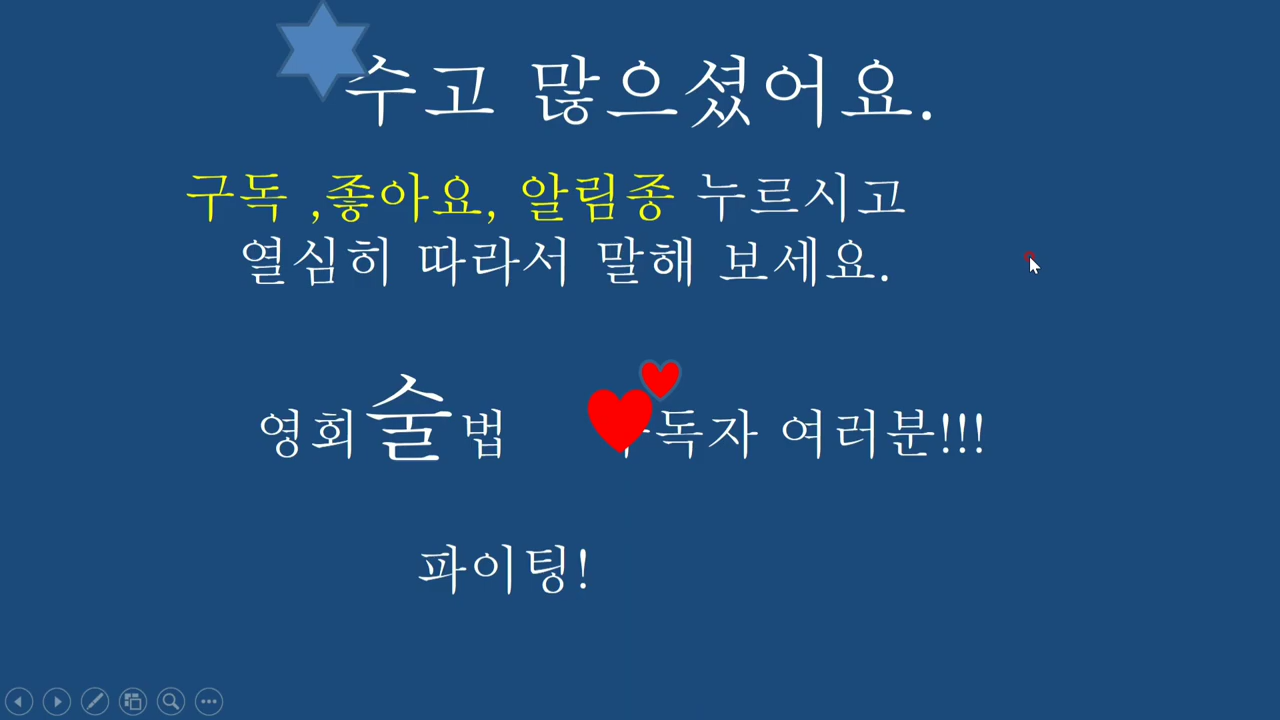 수고 많으셨어요.
구독 ,좋아요, 알림종 누르시고
열심히 따라서 말해 보세요.
영회술법 독자 여러분!!!
파이팅!